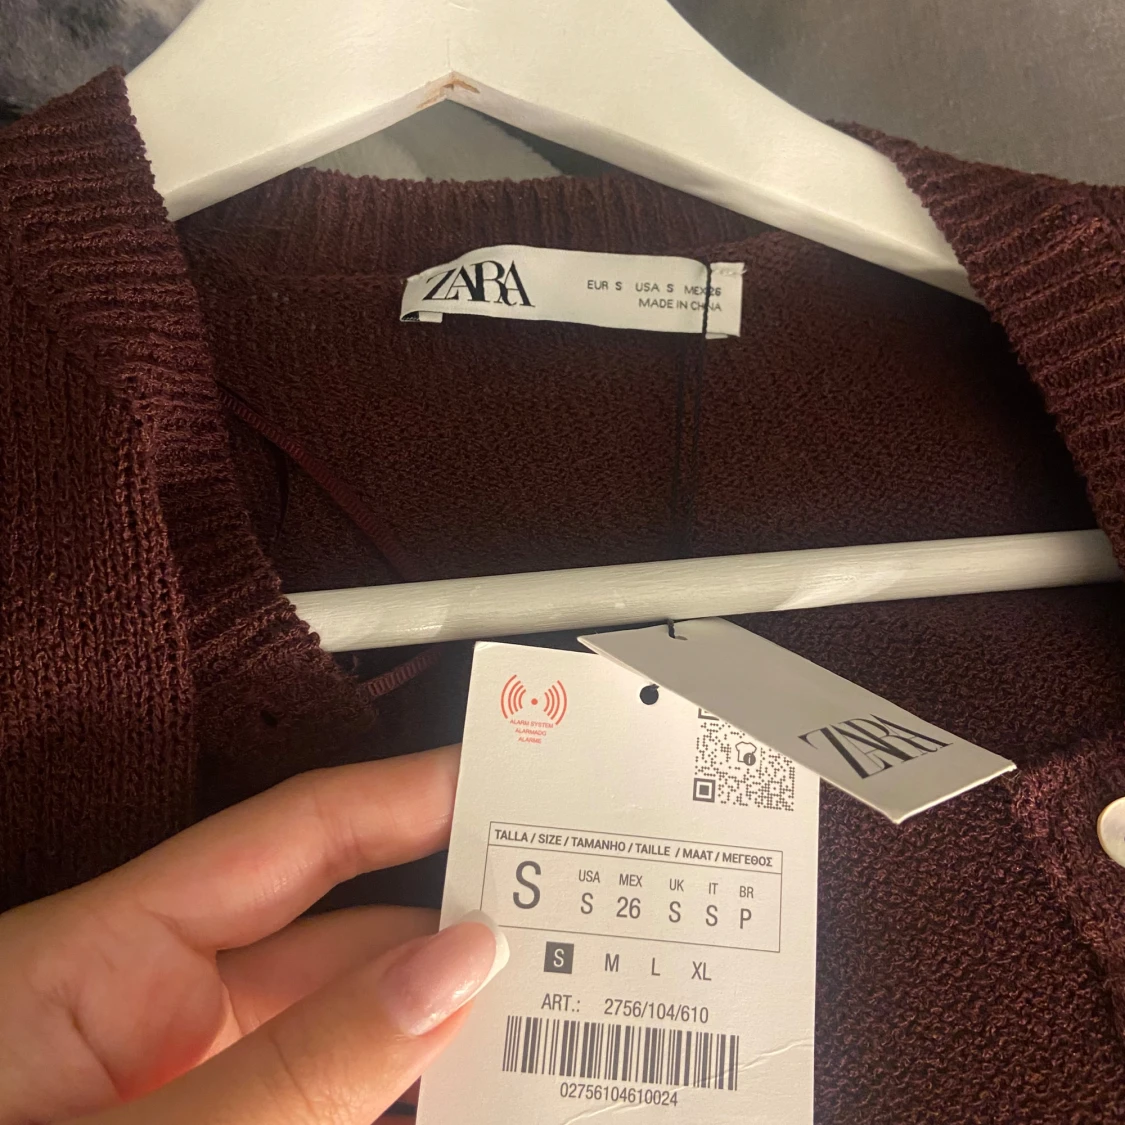 ZARA
EUR S USA S MEX 26
MADE IN CHINA
ALARM SYSTEM
ALARMADO
ALARME
ZARA
TALLA / SIZE / TAMANHO / TAILLE / MAAT / ΜΕΓΕΘΟΣ
S
USA MEX UK IT BR
S 26 S S P
S M L XL
ART.: 2756/104/610
02756104610024